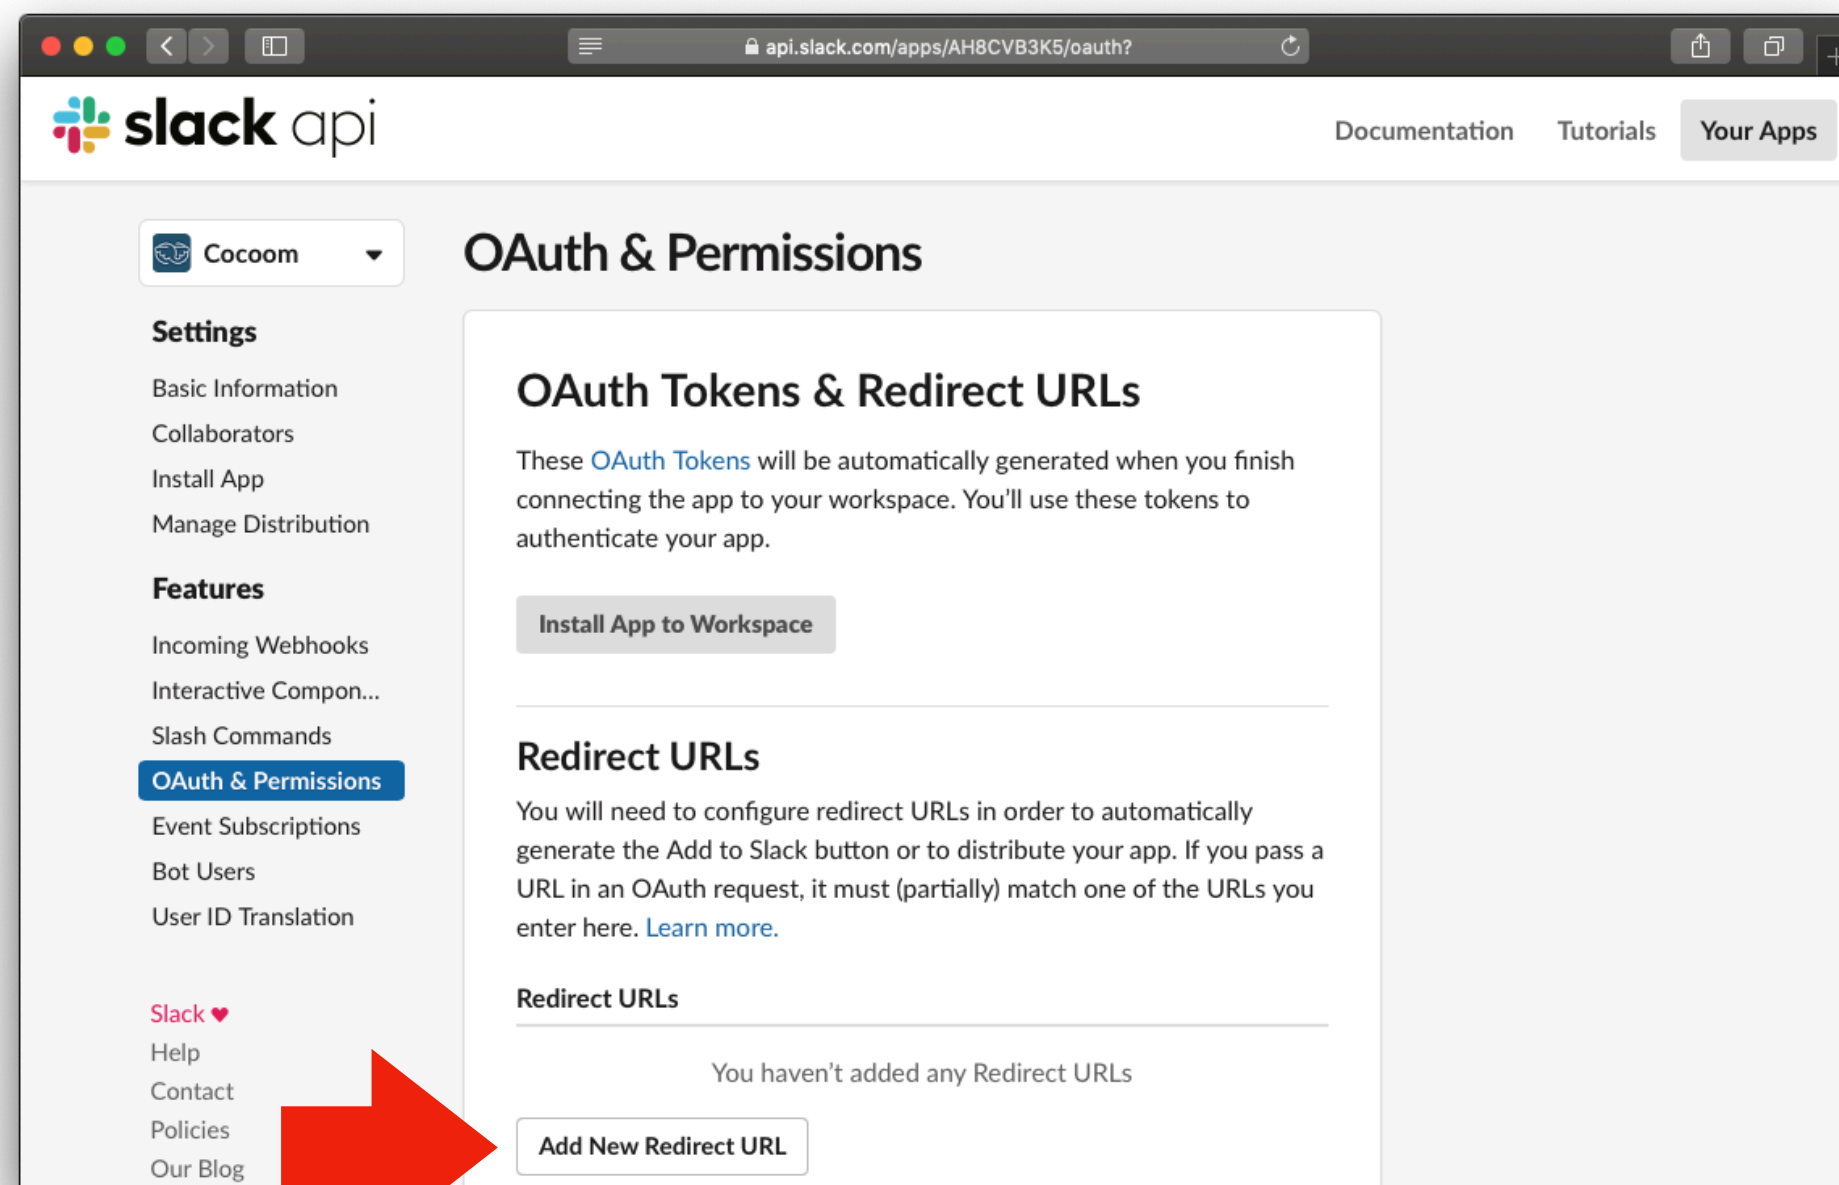 api.slack.com/apps/AH8CVB3K5/oauth?
slack api
Documentation Tutorials Your Apps
Cocoom
Settings
Basic Information
Collaborators
Install App
Manage Distribution
Features
Incoming Webhooks
Interactive Compon...
Slash Commands
OAuth & Permissions
Event Subscriptions
Bot Users
User ID Translation
Slack ♥
Help
Contact
Policies
Our Blog
OAuth & Permissions
OAuth Tokens & Redirect URLs
These OAuth Tokens will be automatically generated when you finish
connecting the app to your workspace. You’ll use these tokens to
authenticate your app.
Install App to Workspace
Redirect URLs
You will need to configure redirect URLs in order to automatically
generate the Add to Slack button or to distribute your app. If you pass a
URL in an OAuth request, it must (partially) match one of the URLs you
enter here. Learn more.
Redirect URLs
You haven’t added any Redirect URLs
Add New Redirect URL